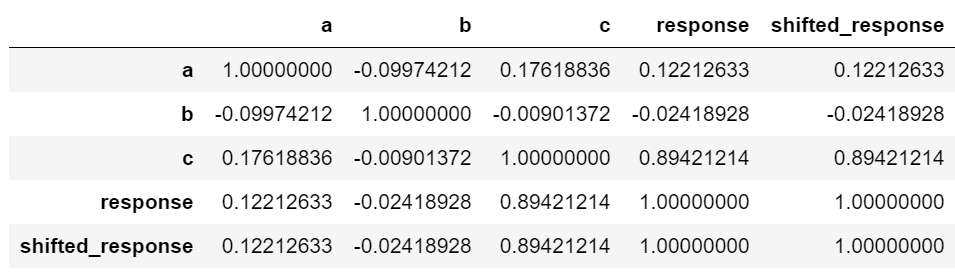 a b c response shifted_response
a 1.00000000 -0.09974212 0.17618836 0.12212633 0.12212633
b -0.09974212 1.00000000 -0.00901372 -0.02418928 -0.02418928
c 0.17618836 -0.00901372 1.00000000 0.89421214 0.89421214
response 0.12212633 -0.02418928 0.89421214 1.00000000 1.00000000
shifted_response 0.12212633 -0.02418928 0.89421214 1.00000000 1.00000000